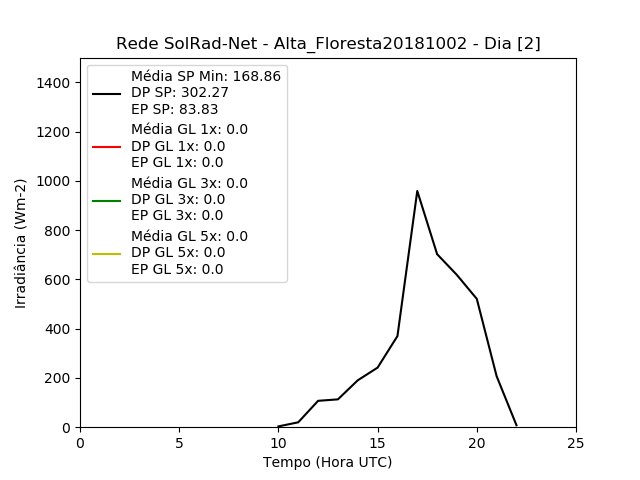 Rede SolRad-Net - Alta_Floresta20181002 - Dia [2]
Média SP Min: 168.86
DP SP: 302.27
EP SP: 83.83
Média GL 1x: 0.0
DP GL 1x: 0.0
EP GL 1x: 0.0
Média GL 3x: 0.0
DP GL 3x: 0.0
EP GL 3x: 0.0
Média GL 5x: 0.0
DP GL 5x: 0.0
EP GL 5x: 0.0
Irradiância (Wm-2)
1400
1200
1000
800
600
400
200
0
0 5 10 15 20 25
Tempo (Hora UTC)